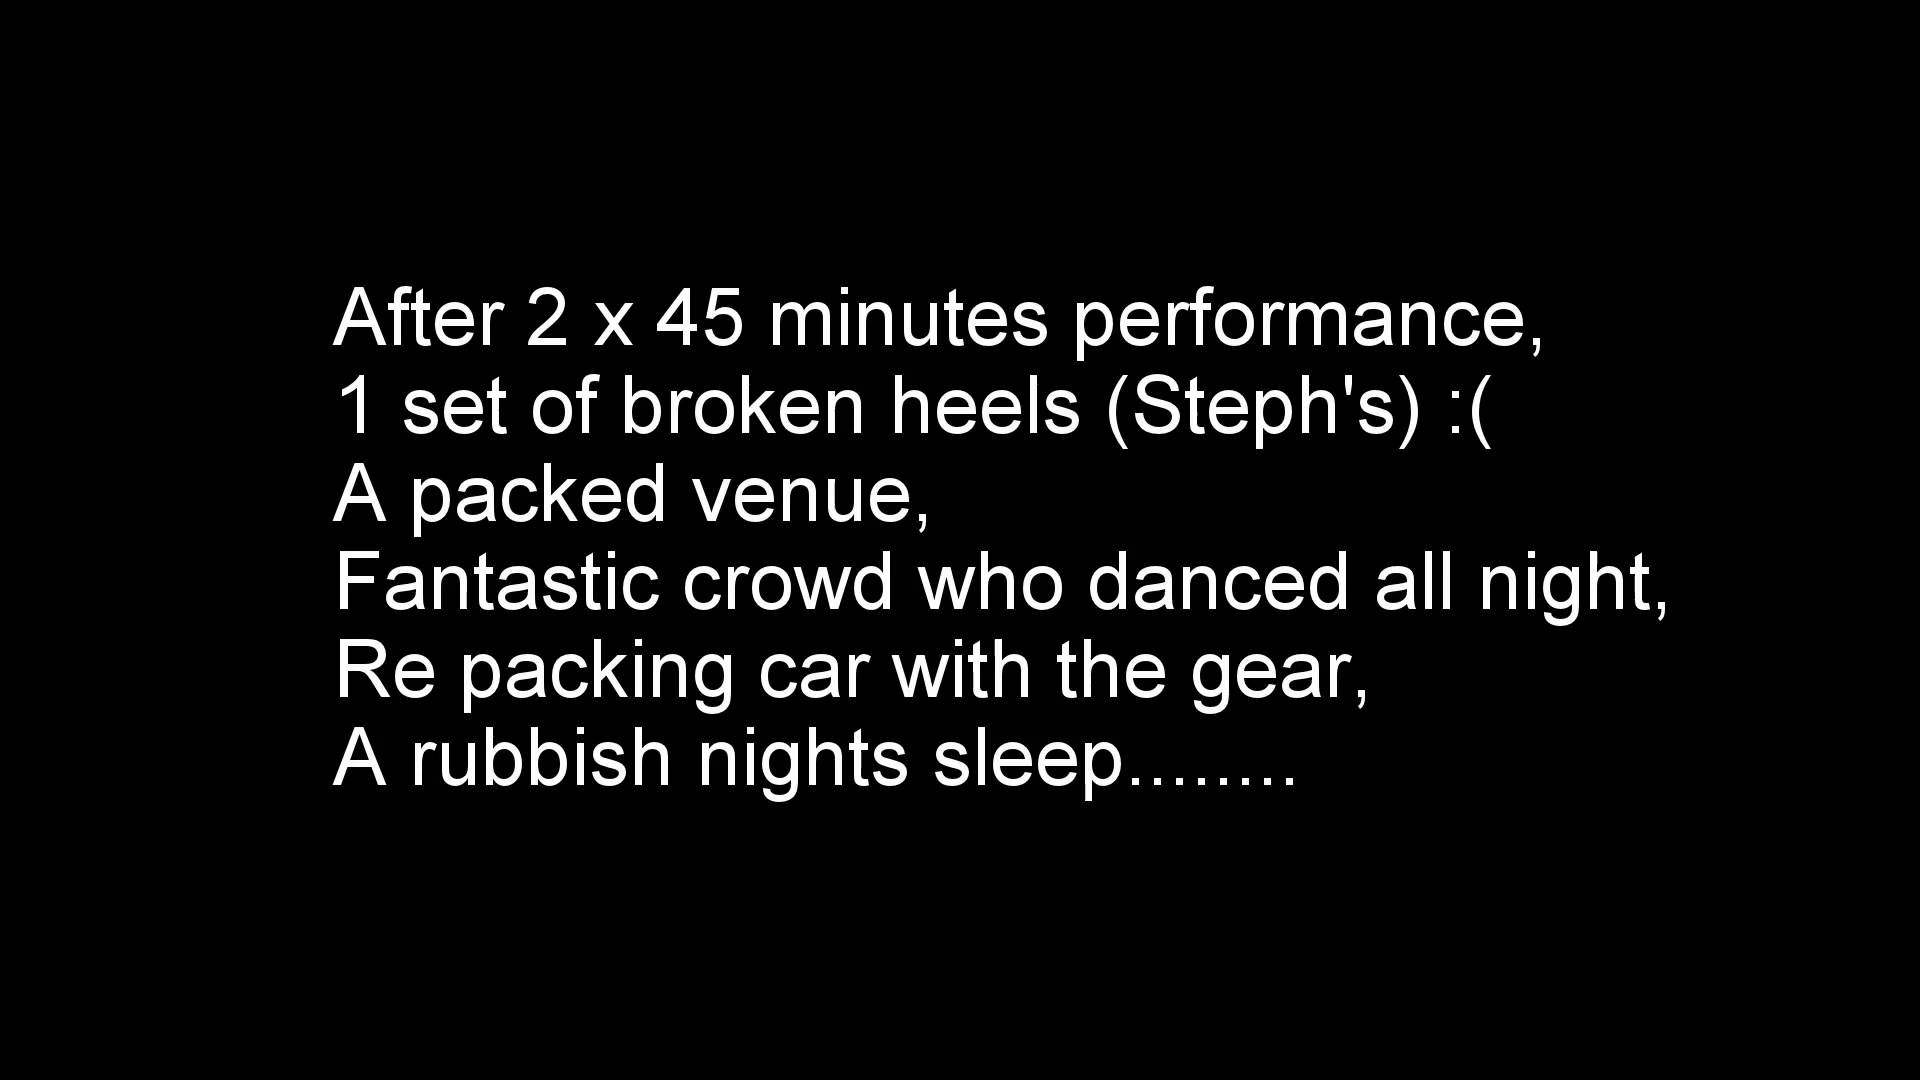 After 2 x 45 minutes performance,
1 set of broken heels (Steph's) :(
A packed venue,
Fantastic crowd who danced all night,
Re packing car with the gear,
A rubbish nights sleep........